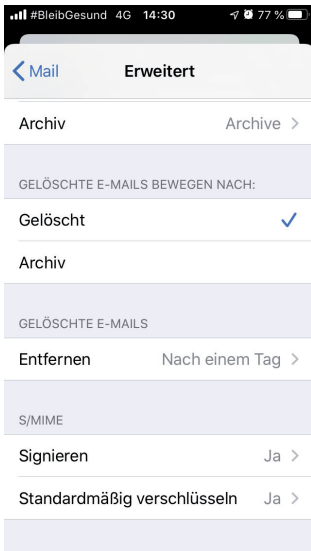 #BleibGesund 4G 14:30 77 %
Mail Erweitert
Archiv Archive
GELÖSCHTE E-MAILS BEWEGEN NACH:
Gelöscht
Archiv
GELÖSCHTE E-MAILS
Entfernen Nach einem Tag
S/MIME
Signieren Ja
Standardmäßig verschlüsseln Ja